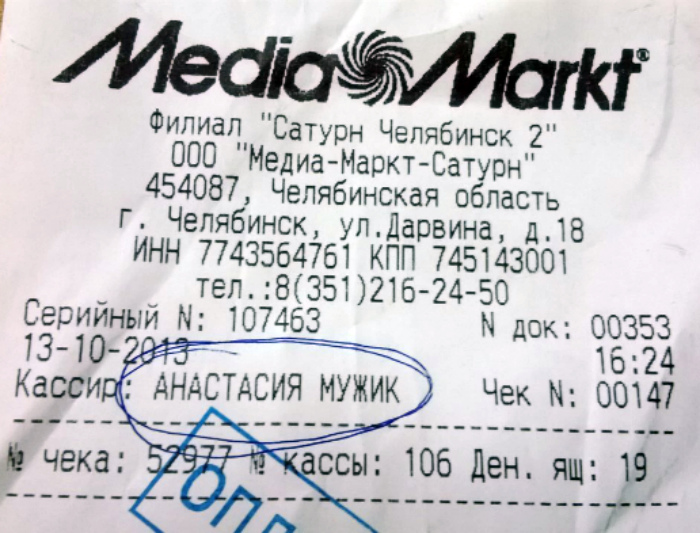 Media Markt®
Филиал "Сатурн Челябинск 2"
ООО "Медиа-Маркт-Сатурн"
454087, Челябинская область
г. Челябинск, ул.Дарвина, д.18
ИНН 7743564761 КПП 745143001
тел.:8(351)216-24-50
Серийный N: 107463 N док: 00353
13-10-2013 16:24
Кассир: АНАСТАСИЯ МУЖИК Чек N: 00147
№ чека: 52977 № кассы: 106 Ден. ящ: 19